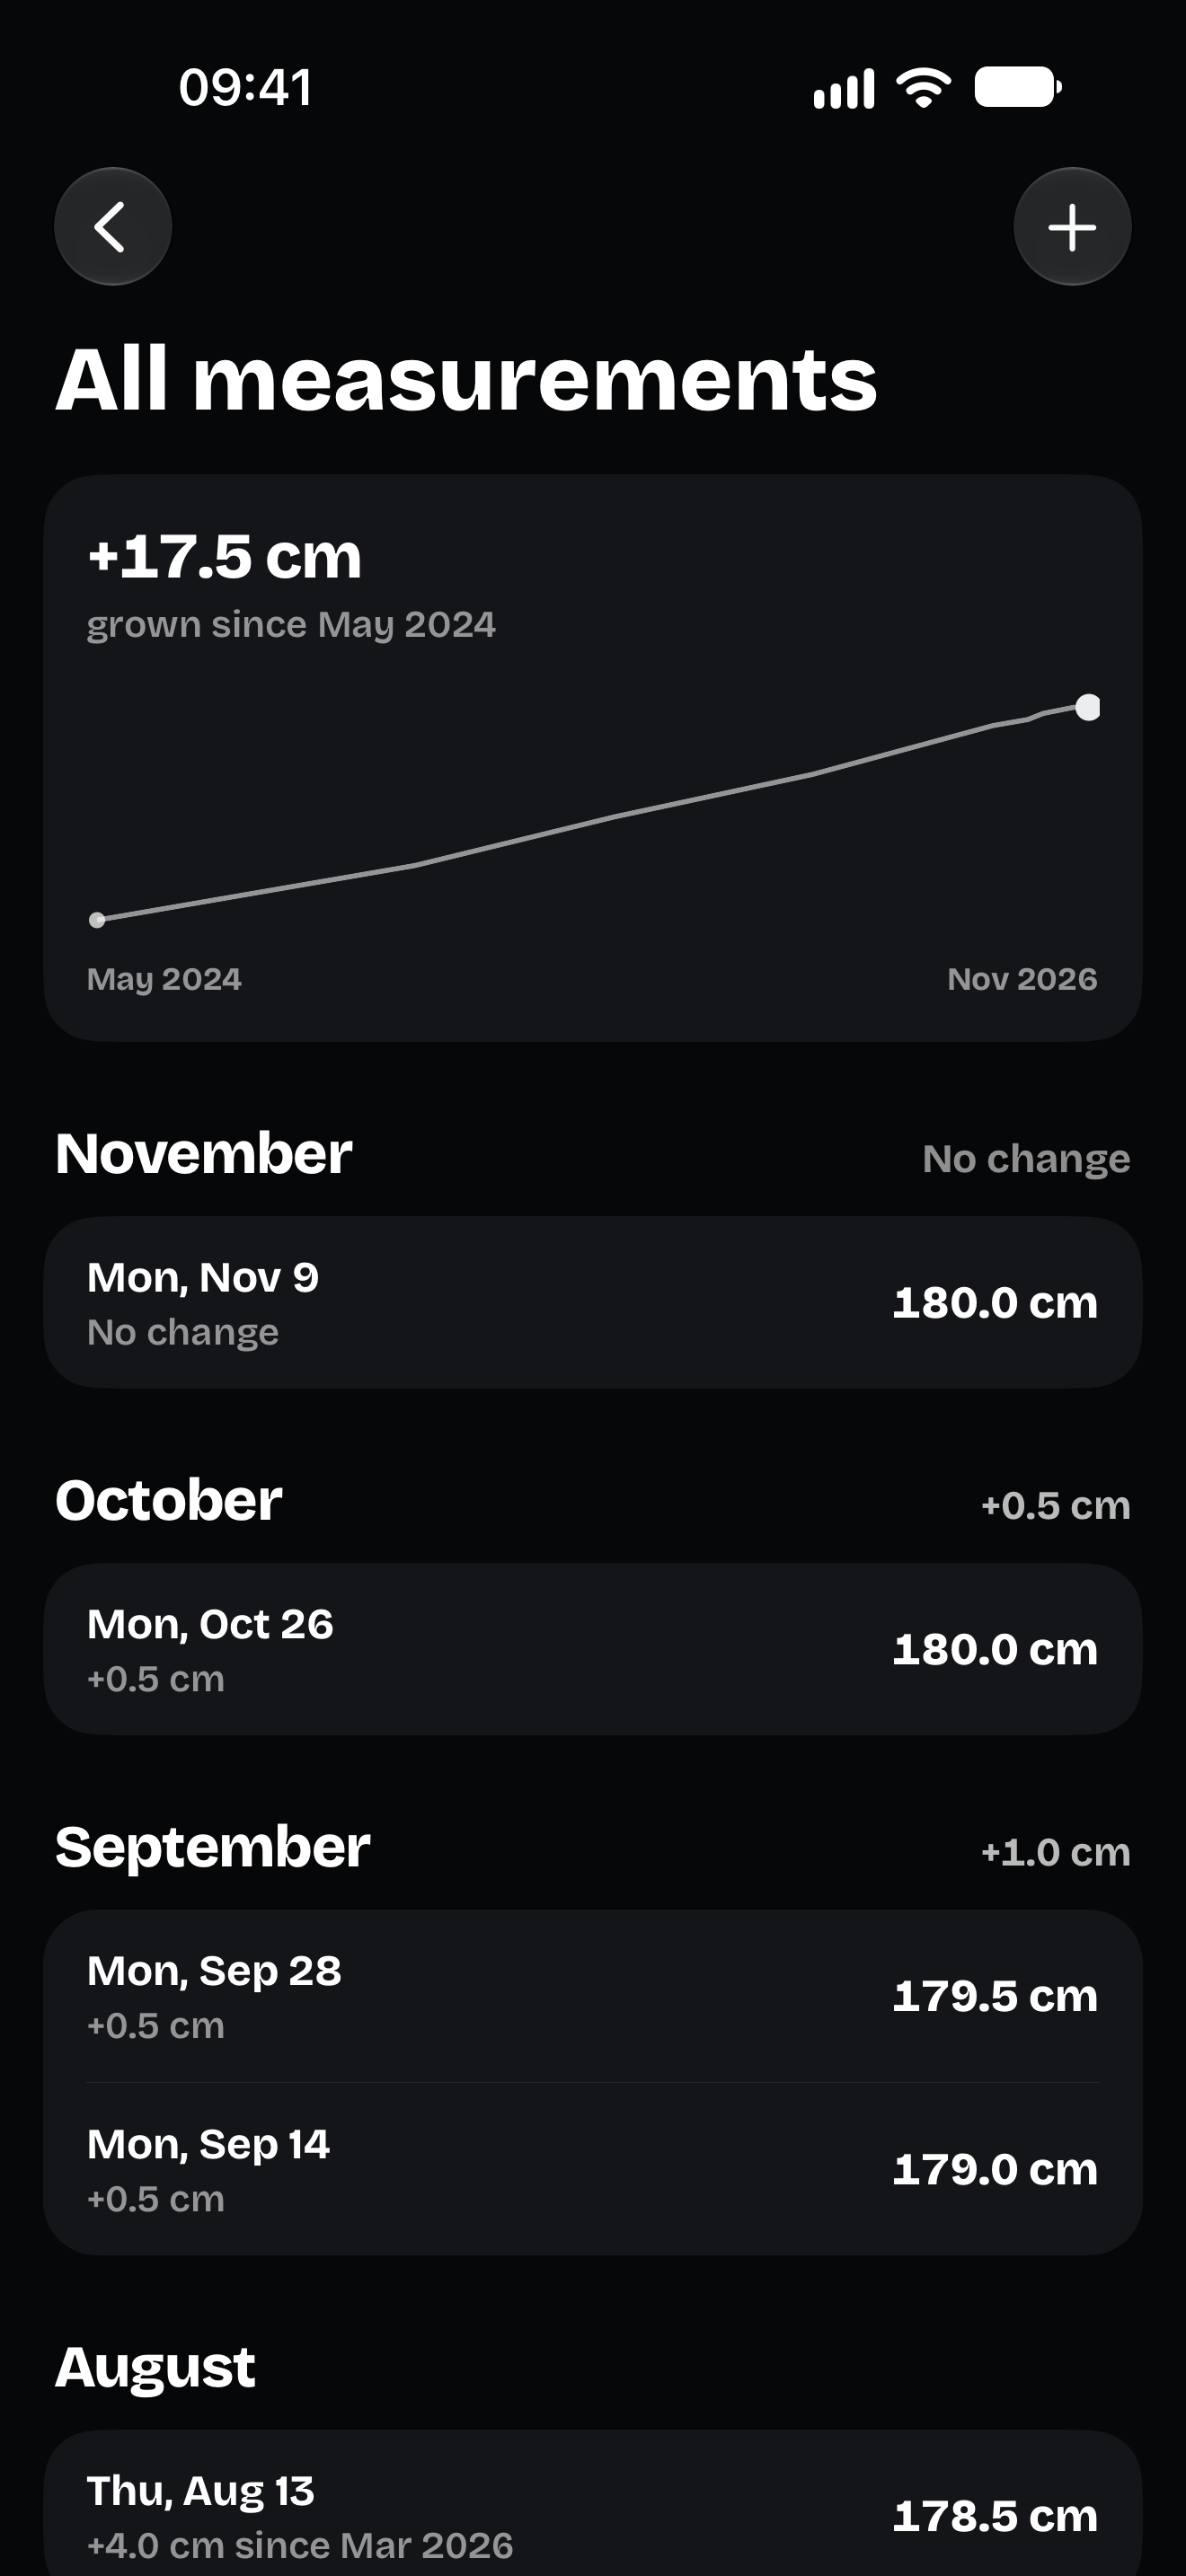 09:41
All measurements
+17.5 cm
grown since May 2024
May 2024 Nov 2026
November No change
Mon, Nov 9
No change
180.0 cm
October +0.5 cm
Mon, Oct 26
+0.5 cm
180.0 cm
September +1.0 cm
Mon, Sep 28
+0.5 cm
179.5 cm
Mon, Sep 14
+0.5 cm
179.0 cm
August
Thu, Aug 13
+4.0 cm since Mar 2026
178.5 cm